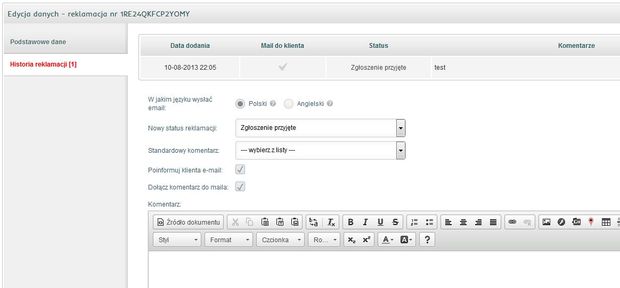 Edycja danych - reklamacja nr 1RE24QKFCP2YOMY
Podstawowe dane
Historia reklamacji [1]
Data dodania Mail do klienta Status Komentarze
10-08-2013 22:05 Zgłoszenie przyjęte test
W jakim języku wysłać
email:
Polski Angielski
Nowy status reklamacji: Zgłoszenie przyjęte
Standardowy komentarz: --- wybierz z listy ---
Poinformuj klienta e-mail:
Dołącz komentarz do maila:
Komentarz:
Źródło dokumentu B I U S
Styl Format Czcionka Ro... X₂ X² A A ?